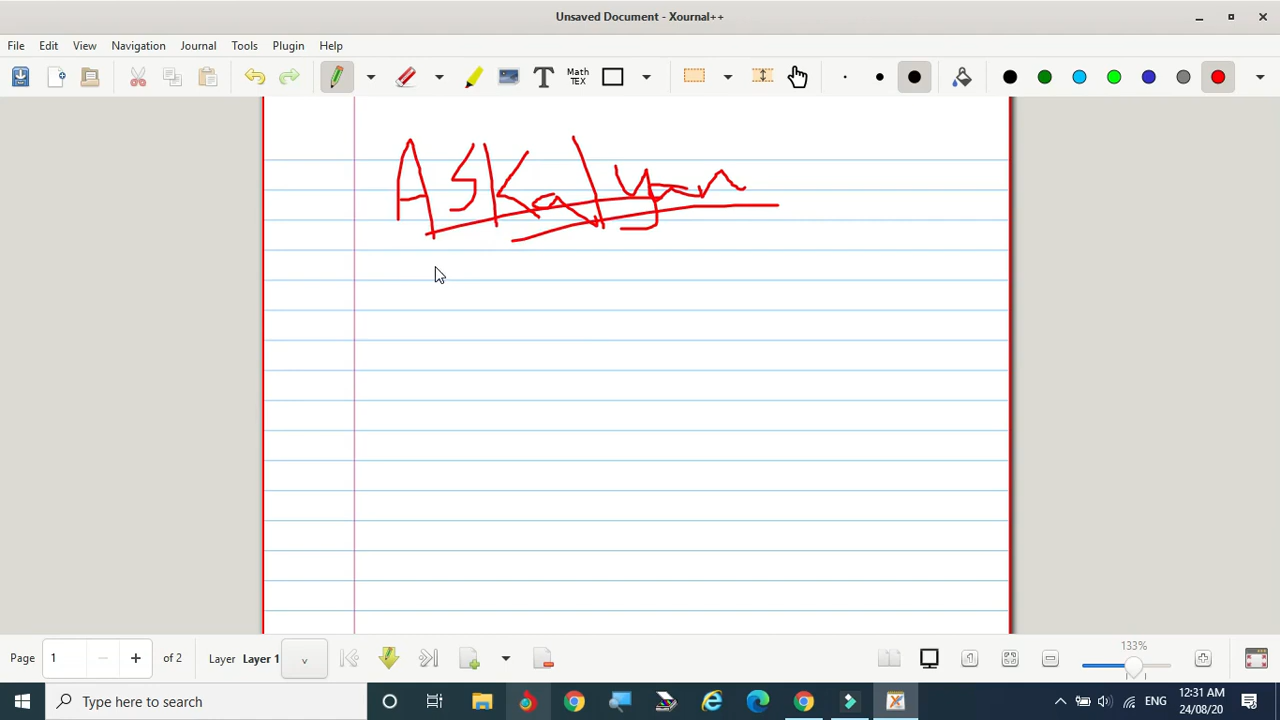 Unsaved Document - Xournal++
File Edit View Navigation Journal Tools Plugin Help
Math
TEX
A S Kalyan
133%
Page 1 of 2 Layer Layer 1
Type here to search
ENG
12:31 AM
24/08/20